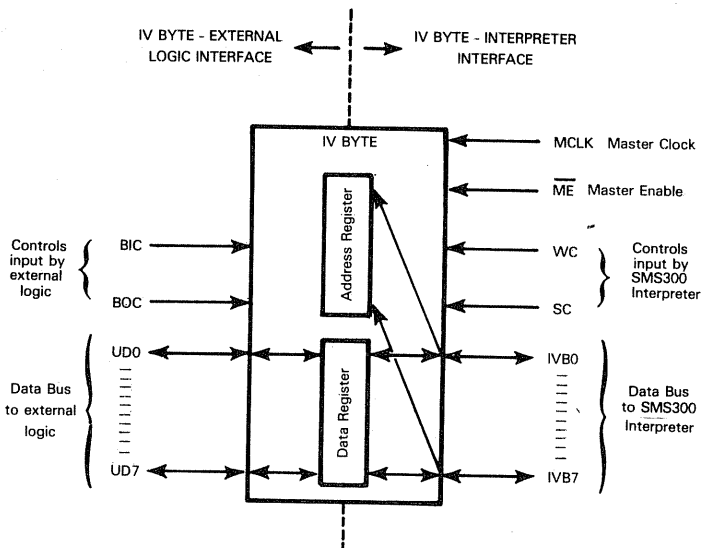 IV BYTE - EXTERNAL
LOGIC INTERFACE
IV BYTE - INTERPRETER
INTERFACE
IV BYTE
MCLK Master Clock
ME Master Enable
Address Register
Controls
input by
external
logic
BIC
BOC
WC
SC
Controls
input by
SMS300
Interpreter
UD0
UD7
Data Bus
to external
logic
Data Register
IVB0
IVB7
Data Bus
to SMS300
Interpreter